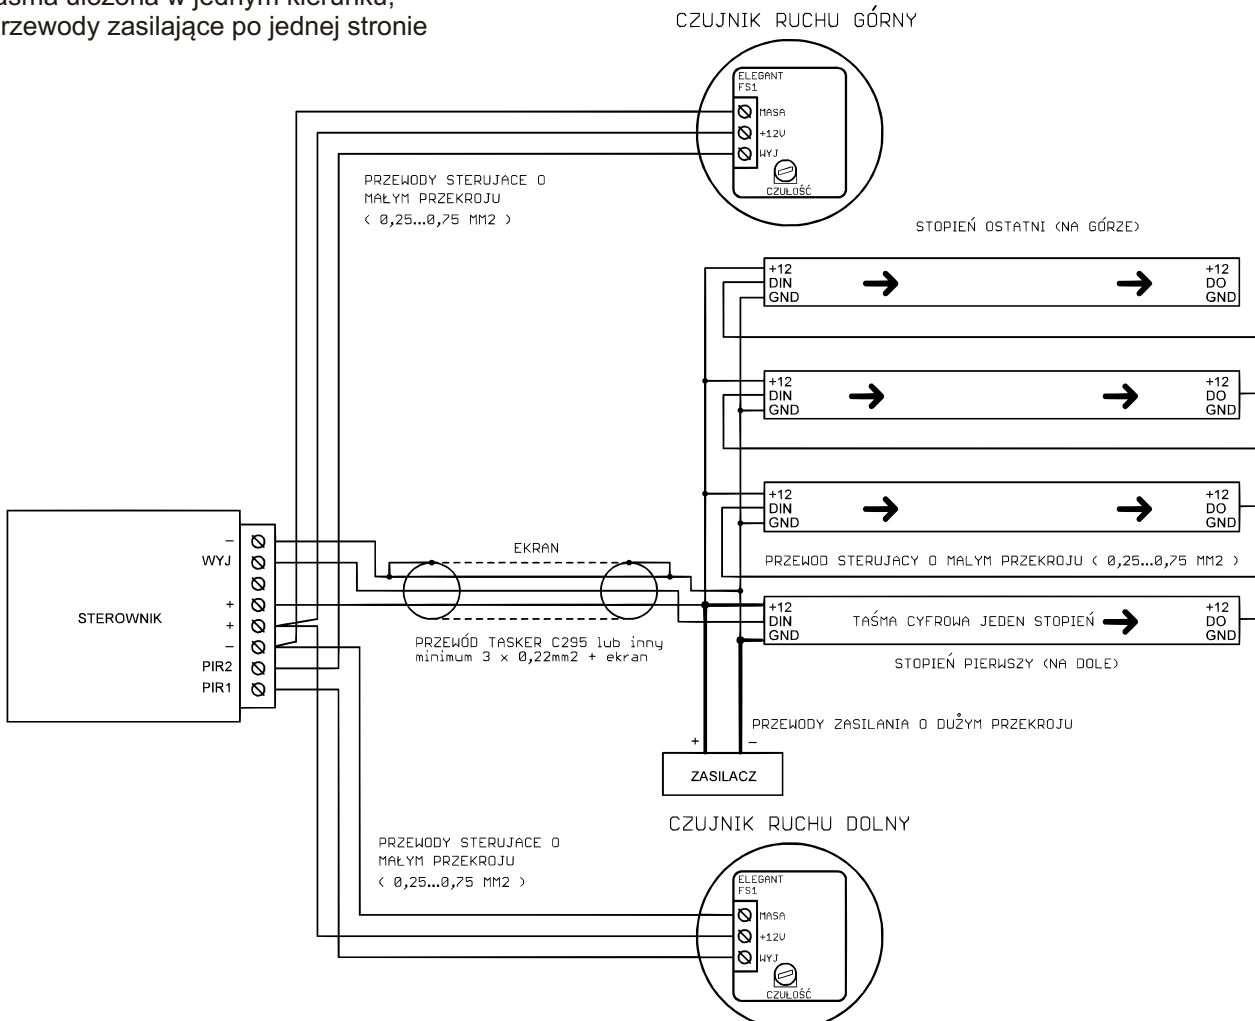 ułożona w jednym kierunku,
zasilające po jednej stronie
CZUJNIK RUCHU GÓRNY
ELEGANT
FS1
MASA
+12V
WYJ
CZUŁOŚĆ
PRZEWODY STERUJACE O
MAŁYM PRZEKROJU
( 0,25...0,75 MM2 )
STOPIEŃ OSTATNI (NA GÓRZE)
+12 +12
DIN DO
GND GND
+12 +12
DIN DO
GND GND
+12 +12
DIN DO
GND GND
PRZEWOD STERUJACY O MALYM PRZEKROJU ( 0,25...0,75 MM2 )
+12 +12
DIN TAŚMA CYFROWA JEDEN STOPIEŃ DO
GND GND
STOPIEŃ PIERWSZY (NA DOLE)
EKRAN
PRZEWÓD TASKER C295 lub inny
minimum 3 x 0,22mm2 + ekran
STEROWNIK
–
WYJ
+
+
–
PIR2
PIR1
PRZEWODY ZASILANIA O DUŻYM PRZEKROJU
+ –
ZASILACZ
CZUJNIK RUCHU DOLNY
PRZEWODY STERUJACE O
MAŁYM PRZEKROJU
( 0,25...0,75 MM2 )
ELEGANT
FS1
MASA
+12V
WYJ
CZUŁOŚĆ